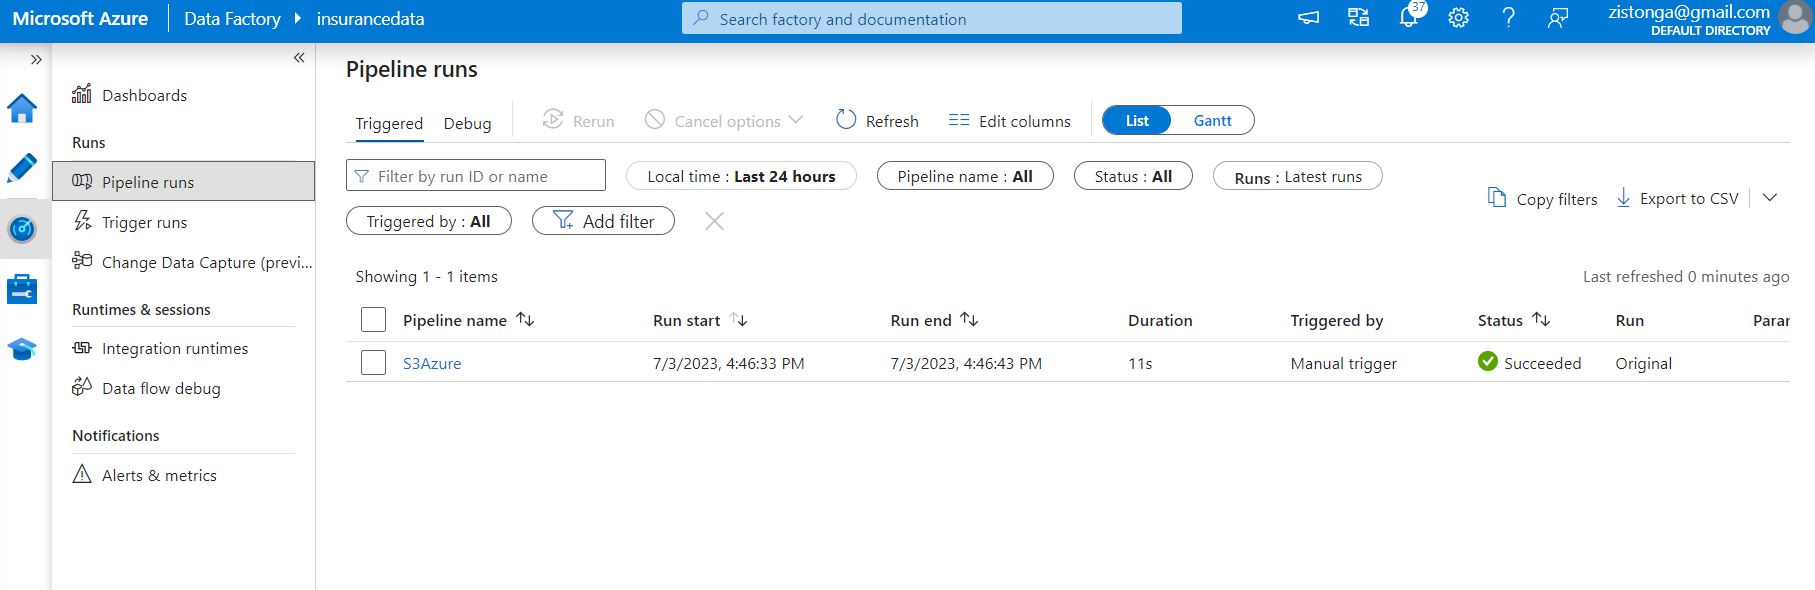 Microsoft Azure Data Factory insurancedata Search factory and documentation 37 zistonga@gmail.com
DEFAULT DIRECTORY
Dashboards
Runs
Pipeline runs
Trigger runs
Change Data Capture (previ...
Runtimes & sessions
Integration runtimes
Data flow debug
Notifications
Alerts & metrics
Pipeline runs
Triggered Debug Rerun Cancel options Refresh Edit columns List Gantt
Filter by run ID or name Local time : Last 24 hours Pipeline name : All Status : All Runs : Latest runs
Copy filters Export to CSV
Triggered by : All Add filter
Showing 1 - 1 items Last refreshed 0 minutes ago
Pipeline name Run start Run end Duration Triggered by Status Run Parar
S3Azure 7/3/2023, 4:46:33 PM 7/3/2023, 4:46:43 PM 11s Manual trigger Succeeded Original